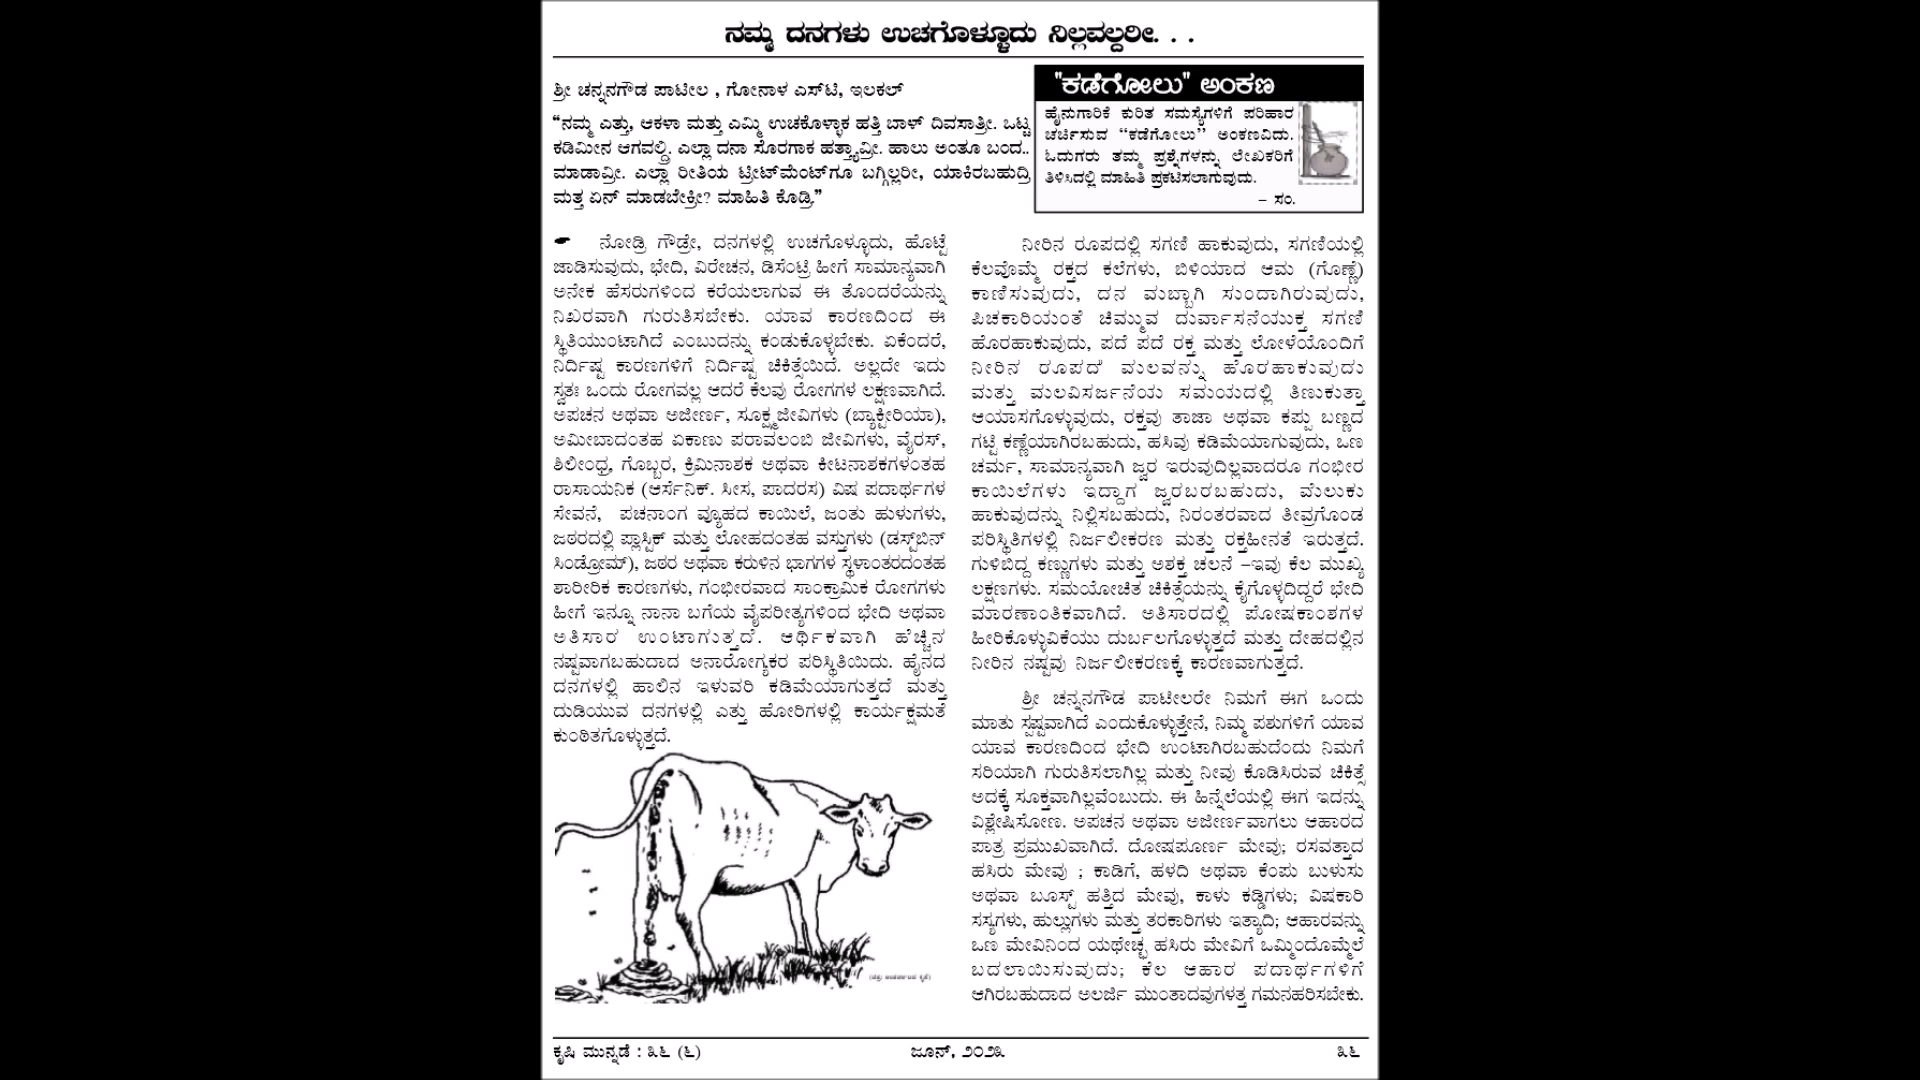 ನಮ್ಮ ದನಗಳು ಉಚಗೊಳ್ಳೂದು ನಿಲ್ಲವಲ್ದರೀ. . .
ಶ್ರೀ ಚನ್ನನಗೌಡ ಪಾಟೀಲ , ಗೋನಾಳ ಎಸ್‌ಟಿ, ಇಲಕಲ್
“ನಮ್ಮ ಎತ್ತು, ಆಕಳಾ ಮತ್ತು ಎಮ್ಮಿ ಉಚಕೊಳ್ಳಾಕ ಹತ್ತಿ ಬಾಳ್ ದಿವಸಾತ್ರೀ. ಒಟ್ಟ
ಕಡಿಮೀನ ಆಗವಲ್ದ್ರಿ. ಎಲ್ಲಾ ದನಾ ಸೊರಗಾಕ ಹತ್ತ್ಯಾವ್ರೀ. ಹಾಲು ಅಂತೂ ಬಂದ..
ಮಾಡಾವ್ರೀ. ಎಲ್ಲಾ ರೀತಿಯ ಟ್ರೀಟ್‌ಮೆಂಟ್‌ಗೂ ಬಗ್ಗಿಲ್ಲರೀ, ಯಾಕಿರಬಹುದ್ರಿ
ಮತ್ತ ಏನ್ ಮಾಡಬೇಕ್ರೀ? ಮಾಹಿತಿ ಕೊಡ್ರಿ”
"ಕಡೆಗೋಲು" ಅಂಕಣ
ಹೈನುಗಾರಿಕೆ ಕುರಿತ ಸಮಸ್ಯೆಗಳಿಗೆ ಪರಿಹಾರ
ಚರ್ಚಿಸುವ “ಕಡೆಗೋಲು” ಅಂಕಣವಿದು.
ಓದುಗರು ತಮ್ಮ ಪ್ರಶ್ನೆಗಳನ್ನು ಲೇಖಕರಿಗೆ
ತಿಳಿಸಿದಲ್ಲಿ ಮಾಹಿತಿ ಪ್ರಕಟಿಸಲಾಗುವುದು.
– ಸಂ.
ನೋಡ್ರಿ ಗೌಡ್ರೇ, ದನಗಳಲ್ಲಿ ಉಚಗೊಳ್ಳೂದು, ಹೊಟ್ಟೆ
ಜಾಡಿಸುವುದು, ಭೇದಿ, ವಿರೇಚನ, ಡಿಸೆಂಟ್ರಿ ಹೀಗೆ ಸಾಮಾನ್ಯವಾಗಿ
ಅನೇಕ ಹೆಸರುಗಳಿಂದ ಕರೆಯಲಾಗುವ ಈ ತೊಂದರೆಯನ್ನು
ನಿಖರವಾಗಿ ಗುರುತಿಸಬೇಕು. ಯಾವ ಕಾರಣದಿಂದ ಈ
ಸ್ಥಿತಿಯುಂಟಾಗಿದೆ ಎಂಬುದನ್ನು ಕಂಡುಕೊಳ್ಳಬೇಕು. ಏಕೆಂದರೆ,
ನಿರ್ದಿಷ್ಟ ಕಾರಣಗಳಿಗೆ ನಿರ್ದಿಷ್ಟ ಚಿಕಿತ್ಸೆಯಿದೆ. ಅಲ್ಲದೇ ಇದು
ಸ್ವತಃ ಒಂದು ರೋಗವಲ್ಲ ಆದರೆ ಕೆಲವು ರೋಗಗಳ ಲಕ್ಷಣವಾಗಿದೆ.
ಅಪಚನ ಅಥವಾ ಅಜೀರ್ಣ, ಸೂಕ್ಷ್ಮಜೀವಿಗಳು (ಬ್ಯಾಕ್ಟೀರಿಯಾ),
ಅಮೀಬಾದಂತಹ ಏಕಾಣು ಪರಾವಲಂಬಿ ಜೀವಿಗಳು, ವೈರಸ್,
ಶಿಲೀಂಧ್ರ, ಗೊಬ್ಬರ, ಕ್ರಿಮಿನಾಶಕ ಅಥವಾ ಕೀಟನಾಶಕಗಳಂತಹ
ರಾಸಾಯನಿಕ (ಆರ್ಸೆನಿಕ್. ಸೀಸ, ಪಾದರಸ) ವಿಷ ಪದಾರ್ಥಗಳ
ಸೇವನೆ, ಪಚನಾಂಗ ವ್ಯೂಹದ ಕಾಯಿಲೆ, ಜಂತು ಹುಳುಗಳು,
ಜಠರದಲ್ಲಿ ಪ್ಲಾಸ್ಟಿಕ್ ಮತ್ತು ಲೋಹದಂತಹ ವಸ್ತುಗಳು (ಡಸ್ಟ್‌ಬಿನ್
ಸಿಂಡ್ರೋಮ್), ಜಠರ ಅಥವಾ ಕರುಳಿನ ಭಾಗಗಳ ಸ್ಥಳಾಂತರದಂತಹ
ಶಾರೀರಿಕ ಕಾರಣಗಳು, ಗಂಭೀರವಾದ ಸಾಂಕ್ರಾಮಿಕ ರೋಗಗಳು
ಹೀಗೆ ಇನ್ನೂ ನಾನಾ ಬಗೆಯ ವೈಪರೀತ್ಯಗಳಿಂದ ಭೇದಿ ಅಥವಾ
ಅತಿಸಾರ ಉಂಟಾಗುತ್ತದೆ. ಆರ್ಥಿಕವಾಗಿ ಹೆಚ್ಚಿನ
ನಷ್ಟವಾಗಬಹುದಾದ ಅನಾರೋಗ್ಯಕರ ಪರಿಸ್ಥಿತಿಯಿದು. ಹೈನದ
ದನಗಳಲ್ಲಿ ಹಾಲಿನ ಇಳುವರಿ ಕಡಿಮೆಯಾಗುತ್ತದೆ ಮತ್ತು
ದುಡಿಯುವ ದನಗಳಲ್ಲಿ ಎತ್ತು ಹೋರಿಗಳಲ್ಲಿ ಕಾರ್ಯಕ್ಷಮತೆ
ಕುಂಠಿತಗೊಳ್ಳುತ್ತದೆ.
ನೀರಿನ ರೂಪದಲ್ಲಿ ಸಗಣಿ ಹಾಕುವುದು, ಸಗಣಿಯಲ್ಲಿ
ಕೆಲವೊಮ್ಮೆ ರಕ್ತದ ಕಲೆಗಳು, ಬಿಳಿಯಾದ ಆಮ (ಗೊಣ್ಣೆ)
ಕಾಣಿಸುವುದು, ದನ ಮಬ್ಬಾಗಿ ಸುಂದಾಗಿರುವುದು,
ಪಿಚಕಾರಿಯಂತೆ ಚಿಮ್ಮುವ ದುರ್ವಾಸನೆಯುಕ್ತ ಸಗಣಿ
ಹೊರಹಾಕುವುದು, ಪದೆ ಪದೆ ರಕ್ತ ಮತ್ತು ಲೋಳೆಯೊಂದಿಗೆ
ನೀರಿನ ರೂಪದ ಮಲವನ್ನು ಹೊರಹಾಕುವುದು
ಮತ್ತು ಮಲವಿಸರ್ಜನೆಯ ಸಮಯದಲ್ಲಿ ತಿಣುಕುತ್ತಾ
ಆಯಾಸಗೊಳ್ಳುವುದು, ರಕ್ತವು ತಾಜಾ ಅಥವಾ ಕಪ್ಪು ಬಣ್ಣದ
ಗಟ್ಟಿ ಕಣ್ಣೆಯಾಗಿರಬಹುದು, ಹಸಿವು ಕಡಿಮೆಯಾಗುವುದು, ಒಣ
ಚರ್ಮ, ಸಾಮಾನ್ಯವಾಗಿ ಜ್ವರ ಇರುವುದಿಲ್ಲವಾದರೂ ಗಂಭೀರ
ಕಾಯಿಲೆಗಳು ಇದ್ದಾಗ ಜ್ವರಬರಬಹುದು, ಮೆಲುಕು
ಹಾಕುವುದನ್ನು ನಿಲ್ಲಿಸಬಹುದು, ನಿರಂತರವಾದ ತೀವ್ರಗೊಂಡ
ಪರಿಸ್ಥಿತಿಗಳಲ್ಲಿ ನಿರ್ಜಲೀಕರಣ ಮತ್ತು ರಕ್ತಹೀನತೆ ಇರುತ್ತದೆ.
ಗುಳಿಬಿದ್ದ ಕಣ್ಣುಗಳು ಮತ್ತು ಅಶಕ್ತ ಚಲನೆ –ಇವು ಕೆಲ ಮುಖ್ಯ
ಲಕ್ಷಣಗಳು. ಸಮಯೋಚಿತ ಚಿಕಿತ್ಸೆಯನ್ನು ಕೈಗೊಳ್ಳದಿದ್ದರೆ ಭೇದಿ
ಮಾರಣಾಂತಿಕವಾಗಿದೆ. ಅತಿಸಾರದಲ್ಲಿ ಪೋಷಕಾಂಶಗಳ
ಹೀರಿಕೊಳ್ಳುವಿಕೆಯು ದುರ್ಬಲಗೊಳ್ಳುತ್ತದೆ ಮತ್ತು ದೇಹದಲ್ಲಿನ
ನೀರಿನ ನಷ್ಟವು ನಿರ್ಜಲೀಕರಣಕ್ಕೆ ಕಾರಣವಾಗುತ್ತದೆ.
ಶ್ರೀ ಚನ್ನನಗೌಡ ಪಾಟೀಲರೇ ನಿಮಗೆ ಈಗ ಒಂದು
ಮಾತು ಸ್ಪಷ್ಟವಾಗಿದೆ ಎಂದುಕೊಳ್ಳುತ್ತೇನೆ, ನಿಮ್ಮ ಪಶುಗಳಿಗೆ ಯಾವ
ಯಾವ ಕಾರಣದಿಂದ ಭೇದಿ ಉಂಟಾಗಿರಬಹುದೆಂದು ನಿಮಗೆ
ಸರಿಯಾಗಿ ಗುರುತಿಸಲಾಗಿಲ್ಲ ಮತ್ತು ನೀವು ಕೊಡಿಸಿರುವ ಚಿಕಿತ್ಸೆ
ಅದಕ್ಕೆ ಸೂಕ್ತವಾಗಿಲ್ಲವೆಂಬುದು. ಈ ಹಿನ್ನೆಲೆಯಲ್ಲಿ ಈಗ ಇದನ್ನು
ವಿಶ್ಲೇಷಿಸೋಣ. ಅಪಚನ ಅಥವಾ ಅಜೀರ್ಣವಾಗಲು ಆಹಾರದ
ಪಾತ್ರ ಪ್ರಮುಖವಾಗಿದೆ. ದೋಷಪೂರ್ಣ ಮೇವು; ರಸವತ್ತಾದ
ಹಸಿರು ಮೇವು ; ಕಾಡಿಗೆ, ಹಳದಿ ಅಥವಾ ಕೆಂಪು ಬುಳುಸು
ಅಥವಾ ಬೂಸ್ಟ್ ಹತ್ತಿದ ಮೇವು, ಕಾಳು ಕಡ್ಡಿಗಳು; ವಿಷಕಾರಿ
ಸಸ್ಯಗಳು, ಹುಲ್ಲುಗಳು ಮತ್ತು ತರಕಾರಿಗಳು ಇತ್ಯಾದಿ; ಆಹಾರವನ್ನು
ಒಣ ಮೇವಿನಿಂದ ಯಥೇಚ್ಛ ಹಸಿರು ಮೇವಿಗೆ ಒಮ್ಮಿಂದೊಮ್ಮೆಲೆ
ಬದಲಾಯಿಸುವುದು; ಕೆಲ ಆಹಾರ ಪದಾರ್ಥಗಳಿಗೆ
ಆಗಿರಬಹುದಾದ ಅಲರ್ಜಿ ಮುಂತಾದವುಗಳತ್ತ ಗಮನಹರಿಸಬೇಕು.
ಕೃಷಿ ಮುನ್ನಡೆ : ೩೬ (೬)
ಜೂನ್, ೨೦೨೩
೩೬